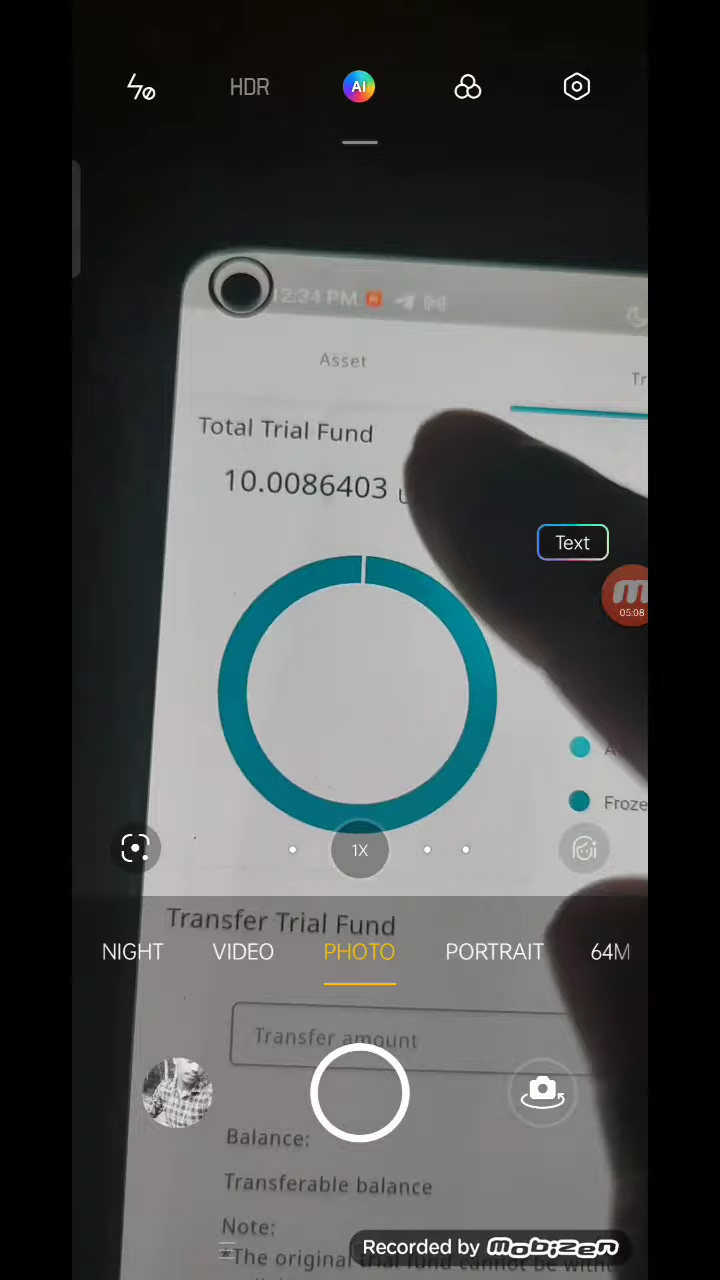 HDR
AI
12:34 PM
Asset
Total Trial Fund
10.0086403
Text
05:08
1X
Transfer Trial Fund
NIGHT
VIDEO
PHOTO
PORTRAIT
64M
Transfer amount
Balance:
Transferable balance
Note:
Recorded by mobizen
*The original trial fund cannot be